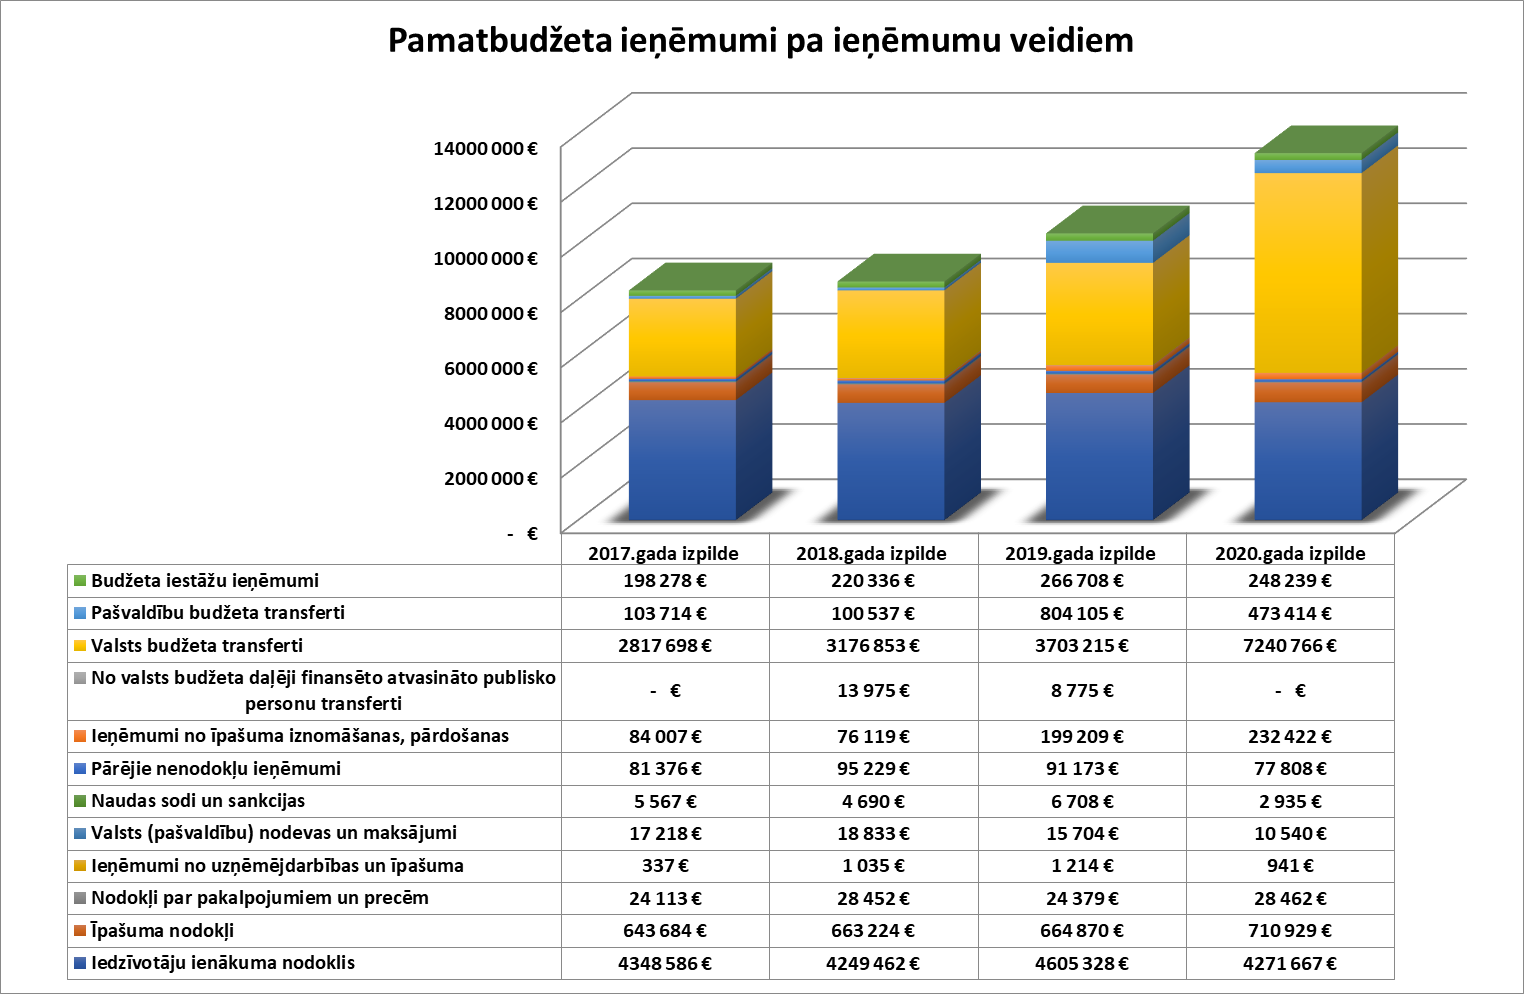 Pamatbudžeta ieņēmumi pa ieņēmumu veidiem
14000 000 €
12000 000 €
10000 000 €
8000 000 €
6000 000 €
4000 000 €
2000 000 €
- €
2017.gada izpilde 2018.gada izpilde 2019.gada izpilde 2020.gada izpilde
Budžeta iestāžu ieņēmumi 198 278 € 220 336 € 266 708 € 248 239 €
Pašvaldību budžeta transferti 103 714 € 100 537 € 804 105 € 473 414 €
Valsts budžeta transferti 2817 698 € 3176 853 € 3703 215 € 7240 766 €
No valsts budžeta daļēji finansēto atvasināto publisko
personu transferti - € 13 975 € 8 775 € - €
Ieņēmumi no īpašuma iznomāšanas, pārdošanas 84 007 € 76 119 € 199 209 € 232 422 €
Pārējie nenodokļu ieņēmumi 81 376 € 95 229 € 91 173 € 77 808 €
Naudas sodi un sankcijas 5 567 € 4 690 € 6 708 € 2 935 €
Valsts (pašvaldību) nodevas un maksājumi 17 218 € 18 833 € 15 704 € 10 540 €
Ieņēmumi no uzņēmējdarbības un īpašuma 337 € 1 035 € 1 214 € 941 €
Nodokļi par pakalpojumiem un precēm 24 113 € 28 452 € 24 379 € 28 462 €
Īpašuma nodokļi 643 684 € 663 224 € 664 870 € 710 929 €
Iedzīvotāju ienākuma nodoklis 4348 586 € 4249 462 € 4605 328 € 4271 667 €